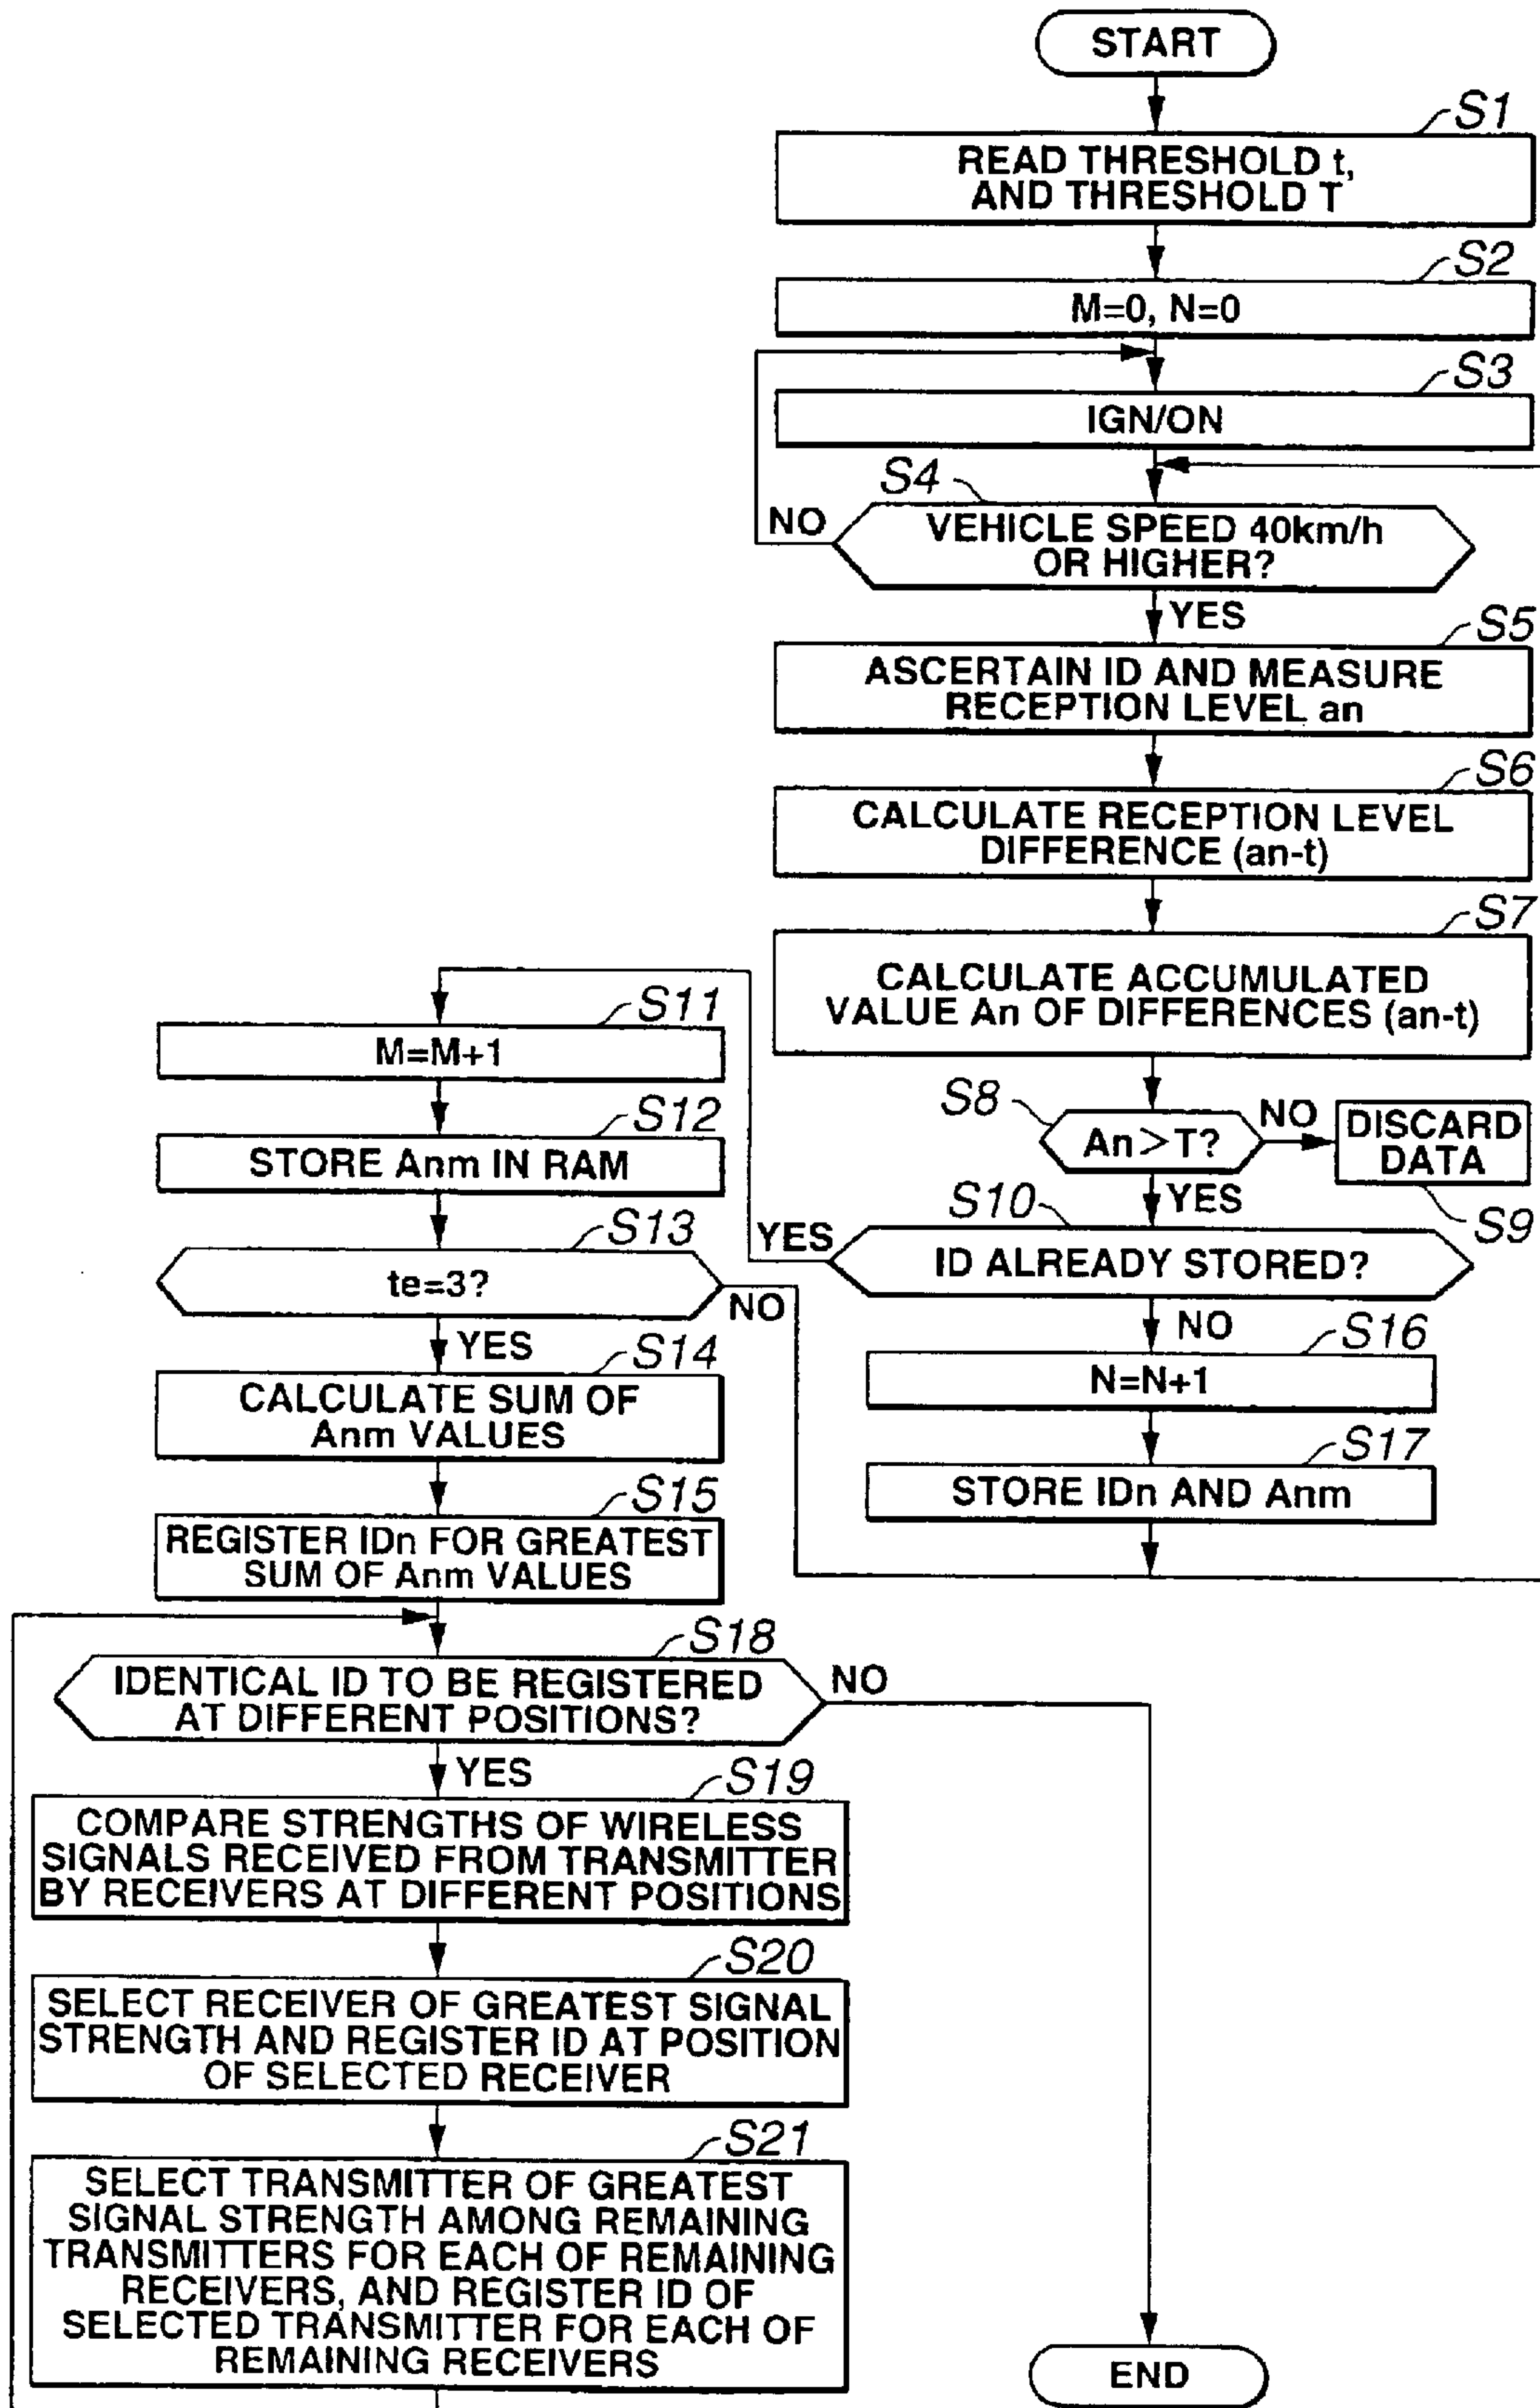 START
S1
READ THRESHOLD t,
AND THRESHOLD T
S2
M=0, N=0
S3
IGN/ON
S4
NO
VEHICLE SPEED 40km/h
OR HIGHER?
YES
S5
ASCERTAIN ID AND MEASURE
RECEPTION LEVEL an
S6
CALCULATE RECEPTION LEVEL
DIFFERENCE (an-t)
S7
CALCULATE ACCUMULATED
VALUE An OF DIFFERENCES (an-t)
S8
An>T?
NO
DISCARD
DATA
S9
YES
S10
YES
ID ALREADY STORED?
NO
S16
N=N+1
S17
STORE IDn AND Anm
S11
M=M+1
S12
STORE Anm IN RAM
S13
te=3?
NO
YES
S14
CALCULATE SUM OF
Anm VALUES
S15
REGISTER IDn FOR GREATEST
SUM OF Anm VALUES
S18
IDENTICAL ID TO BE REGISTERED
AT DIFFERENT POSITIONS?
NO
YES
S19
COMPARE STRENGTHS OF WIRELESS
SIGNALS RECEIVED FROM TRANSMITTER
BY RECEIVERS AT DIFFERENT POSITIONS
S20
SELECT RECEIVER OF GREATEST SIGNAL
STRENGTH AND REGISTER ID AT POSITION
OF SELECTED RECEIVER
S21
SELECT TRANSMITTER OF GREATEST
SIGNAL STRENGTH AMONG REMAINING
TRANSMITTERS FOR EACH OF REMAINING
RECEIVERS, AND REGISTER ID OF
SELECTED TRANSMITTER FOR EACH OF
REMAINING RECEIVERS
END